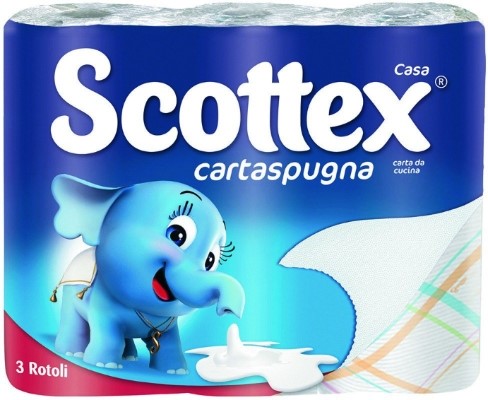 Casa
Scottex®
cartaspugna
carta da
cucina
3 Rotoli